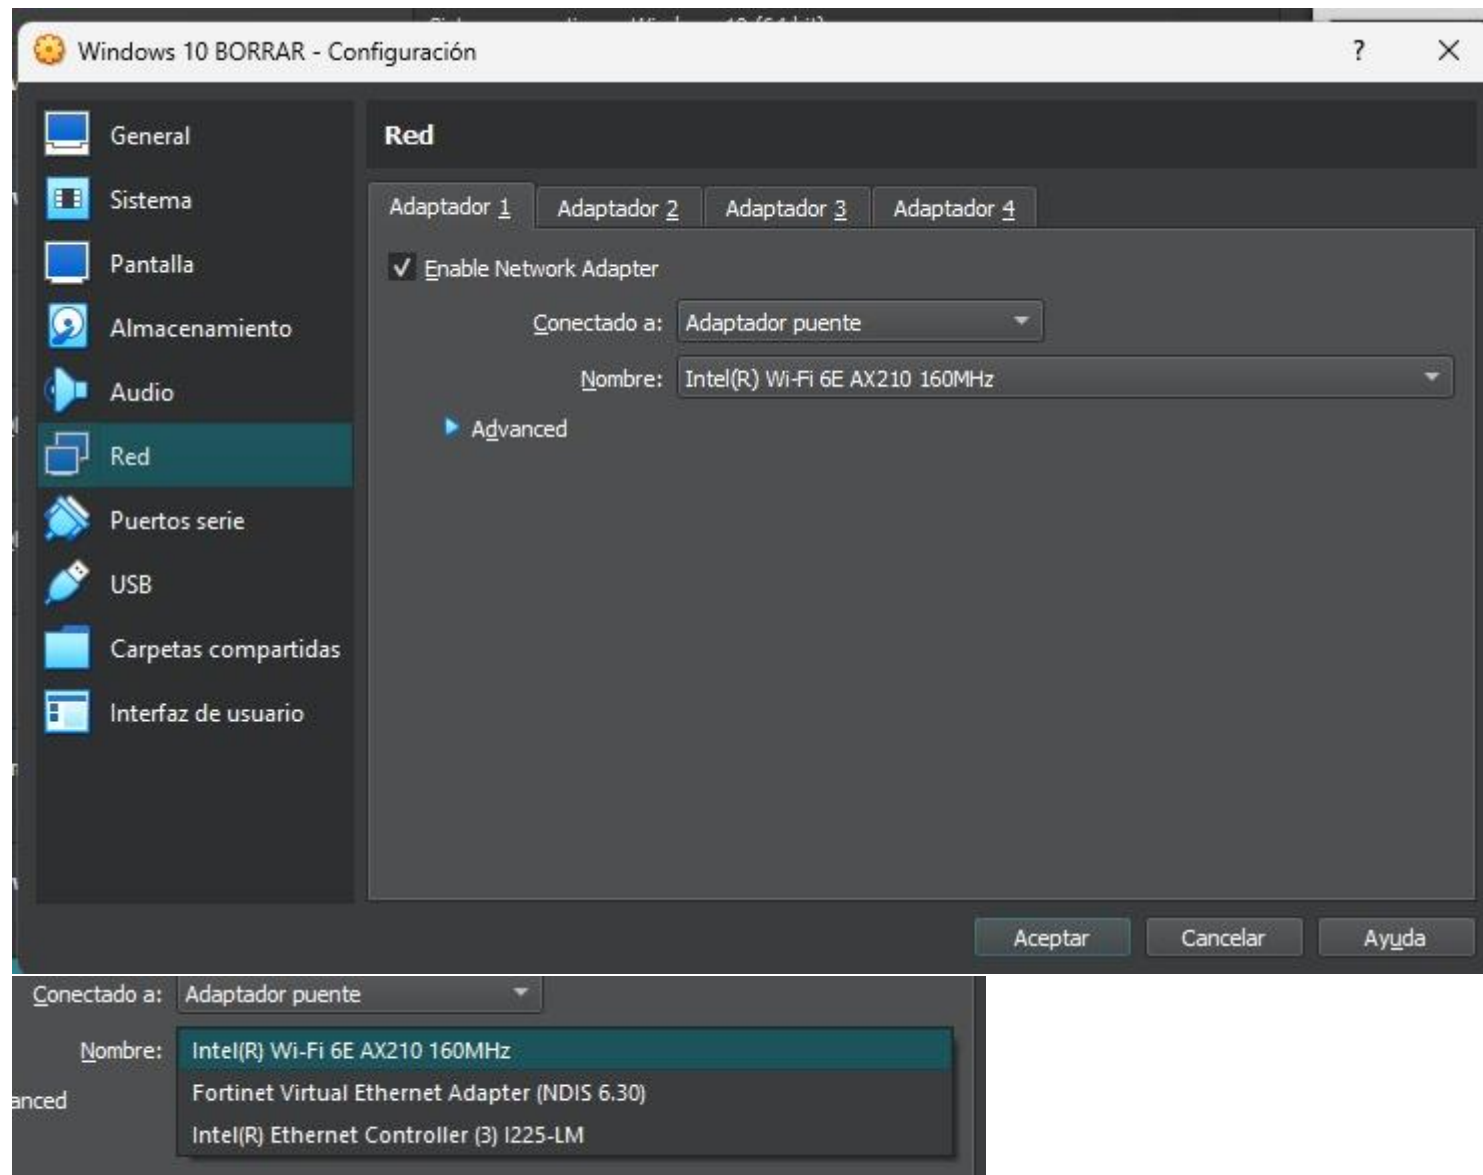 Windows 10 BORRAR - Configuración
?
General
Sistema
Pantalla
Almacenamiento
Audio
Red
Puertos serie
USB
Carpetas compartidas
Interfaz de usuario
Red
Adaptador 1 Adaptador 2 Adaptador 3 Adaptador 4
Enable Network Adapter
Conectado a: Adaptador puente
Nombre: Intel(R) Wi-Fi 6E AX210 160MHz
Advanced
Aceptar Cancelar Ayuda
Conectado a: Adaptador puente
Nombre: Intel(R) Wi-Fi 6E AX210 160MHz
Fortinet Virtual Ethernet Adapter (NDIS 6.30)
anced
Intel(R) Ethernet Controller (3) I225-LM